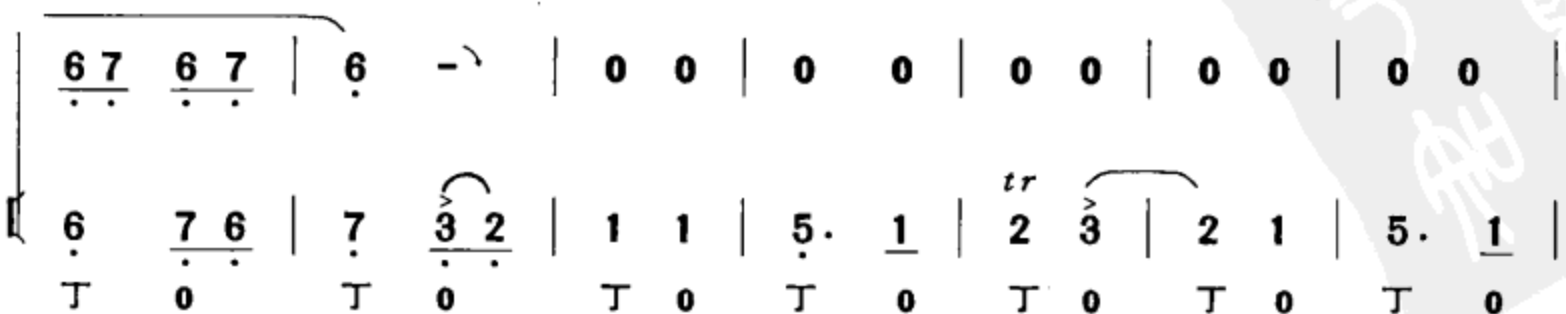 6 7 6 7 | 6 - | 0 0 | 0 0 | 0 0 | 0 0 | 0 0 |
tr
6 7 6 | 7 3 2 | 1 1 | 5. 1 | 2 3 | 2 1 | 5. 1 |
丁 0 丁 0 丁 0 丁 0 丁 0 丁 0 丁 0